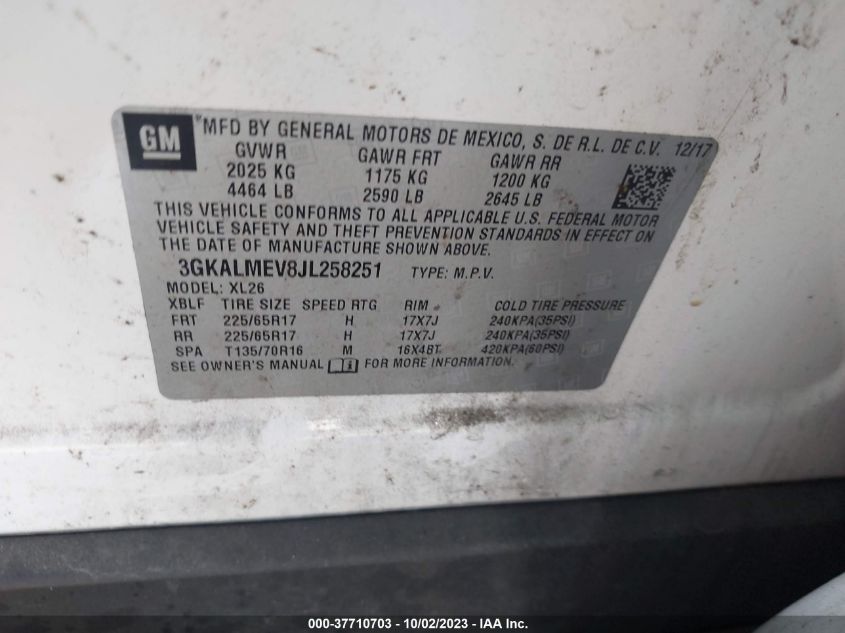 GM
*MFD BY GENERAL MOTORS DE MEXICO, S. DE R.L. DE C.V. 12/17
GVWR GAWR FRT GAWR RR
2025 KG 1175 KG 1200 KG
4464 LB 2590 LB 2645 LB
THIS VEHICLE CONFORMS TO ALL APPLICABLE U.S. FEDERAL MOTOR
VEHICLE SAFETY AND THEFT PREVENTION STANDARDS IN EFFECT ON
THE DATE OF MANUFACTURE SHOWN ABOVE.
3GKALMEV8JL258251 TYPE: M.P.V.
MODEL: XL26
XBLF TIRE SIZE SPEED RTG RIM COLD TIRE PRESSURE
FRT 225/65R17 H 17X7J 240KPA(35PSI)
RR 225/65R17 H 17X7J 240KPA(35PSI)
SPA T135/70R16 M 16X4BT 420KPA(60PSI)
SEE OWNER'S MANUAL FOR MORE INFORMATION.
000-37710703 - 10/02/2023 - IAA Inc.